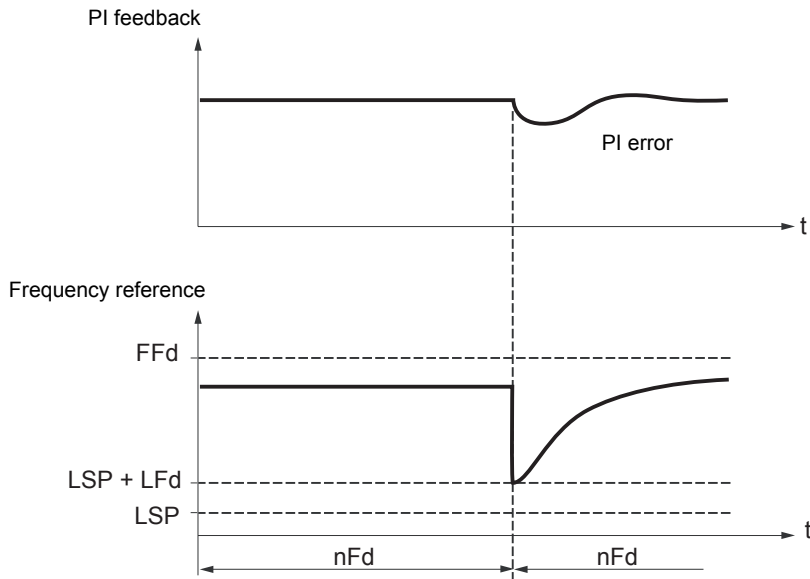 PI feedback
PI error
t
Frequency reference
FFd
LSP + LFd
LSP
t
nFd
nFd